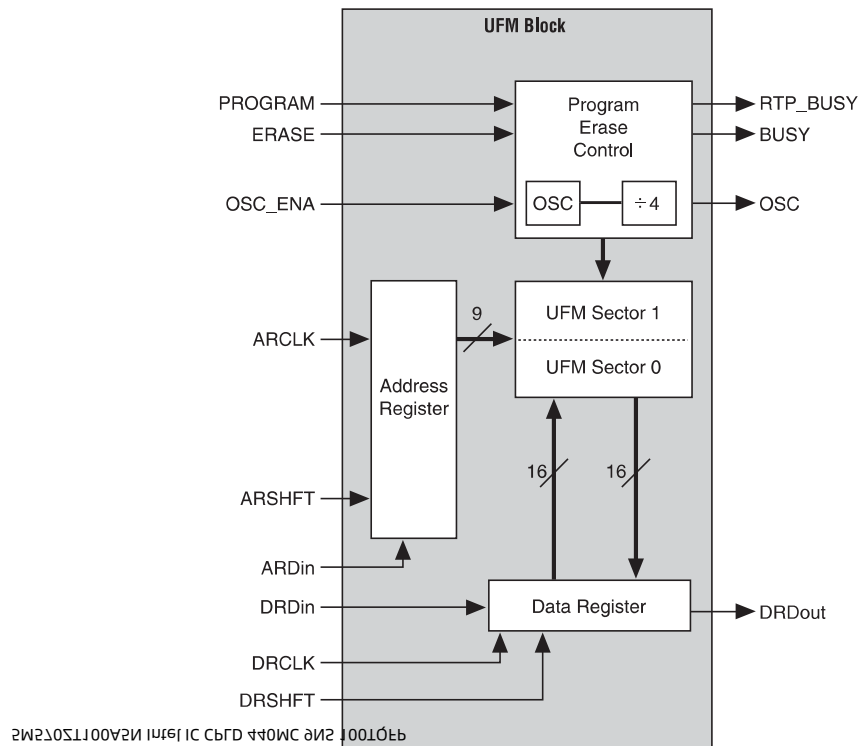 UFM Block
PROGRAM
ERASE
OSC_ENA
Program
Erase
Control
OSC
÷4
RTP_BUSY
BUSY
OSC
ARCLK
ARSHFT
ARDin
Address
Register
9
UFM Sector 1
UFM Sector 0
16
16
DRDin
DRCLK
DRSHFT
Data Register
DRDout
5M570ZT100A5N Intel IC CPLD 440MC 9NS 100TQFP